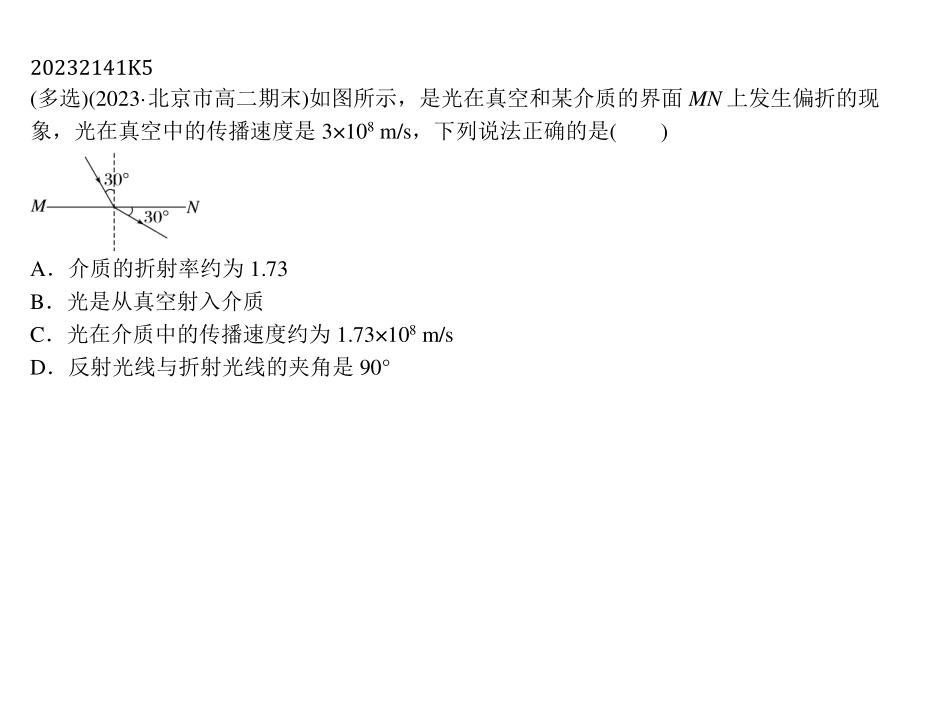 20232141K5
(多选)(2023·北京市高二期末)如图所示，是光在真空和某介质的界面 MN 上发生偏折的现
象，光在真空中的传播速度是 3×10⁸ m/s，下列说法正确的是(　　)
30°
M N
30°
A．介质的折射率约为 1.73
B．光是从真空射入介质
C．光在介质中的传播速度约为 1.73×10⁸ m/s
D．反射光线与折射光线的夹角是 90°